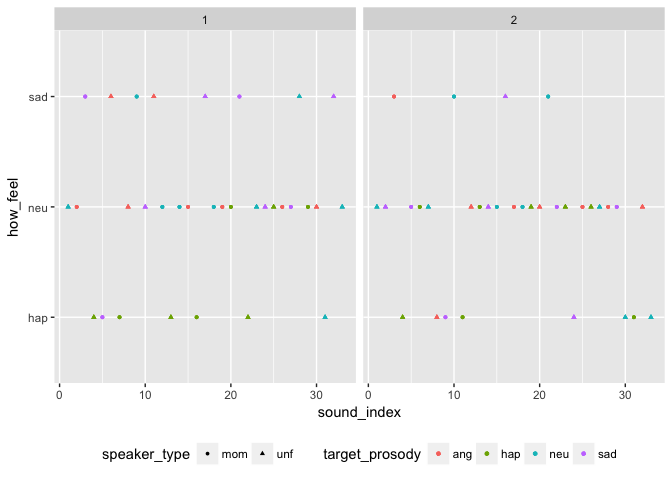 1 2
how_feel
sad
neu
hap
0 10 20 30 0 10 20 30
sound_index
speaker_type mom unf target_prosody ang hap neu sad